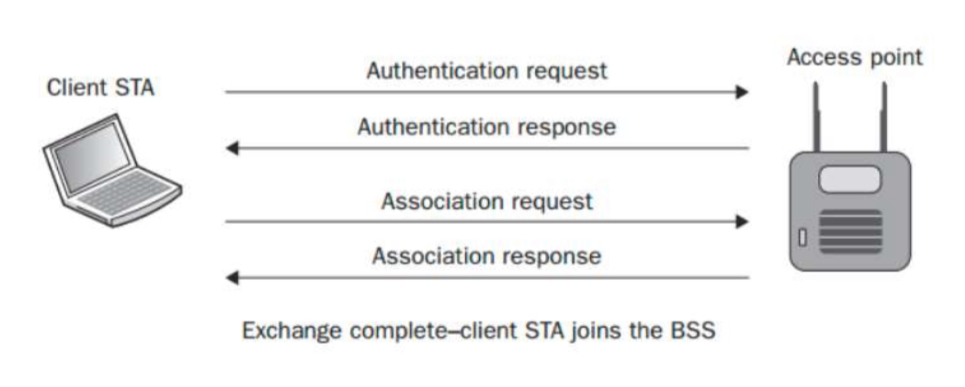 Client STA
Authentication request
Access point
Authentication response
Association request
Association response
Exchange complete–client STA joins the BSS